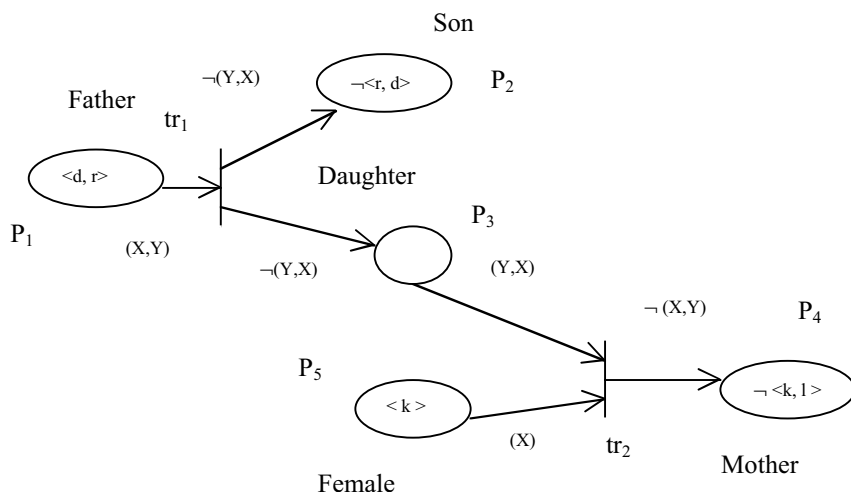 Son
¬(Y,X)
¬<r, d>
P2
Father
tr1
<d, r>
Daughter
P3
P1
(X,Y)
¬(Y,X)
(Y,X)
¬ (X,Y)
P4
P5
< k >
¬ <k, l >
(X)
tr2
Mother
Female